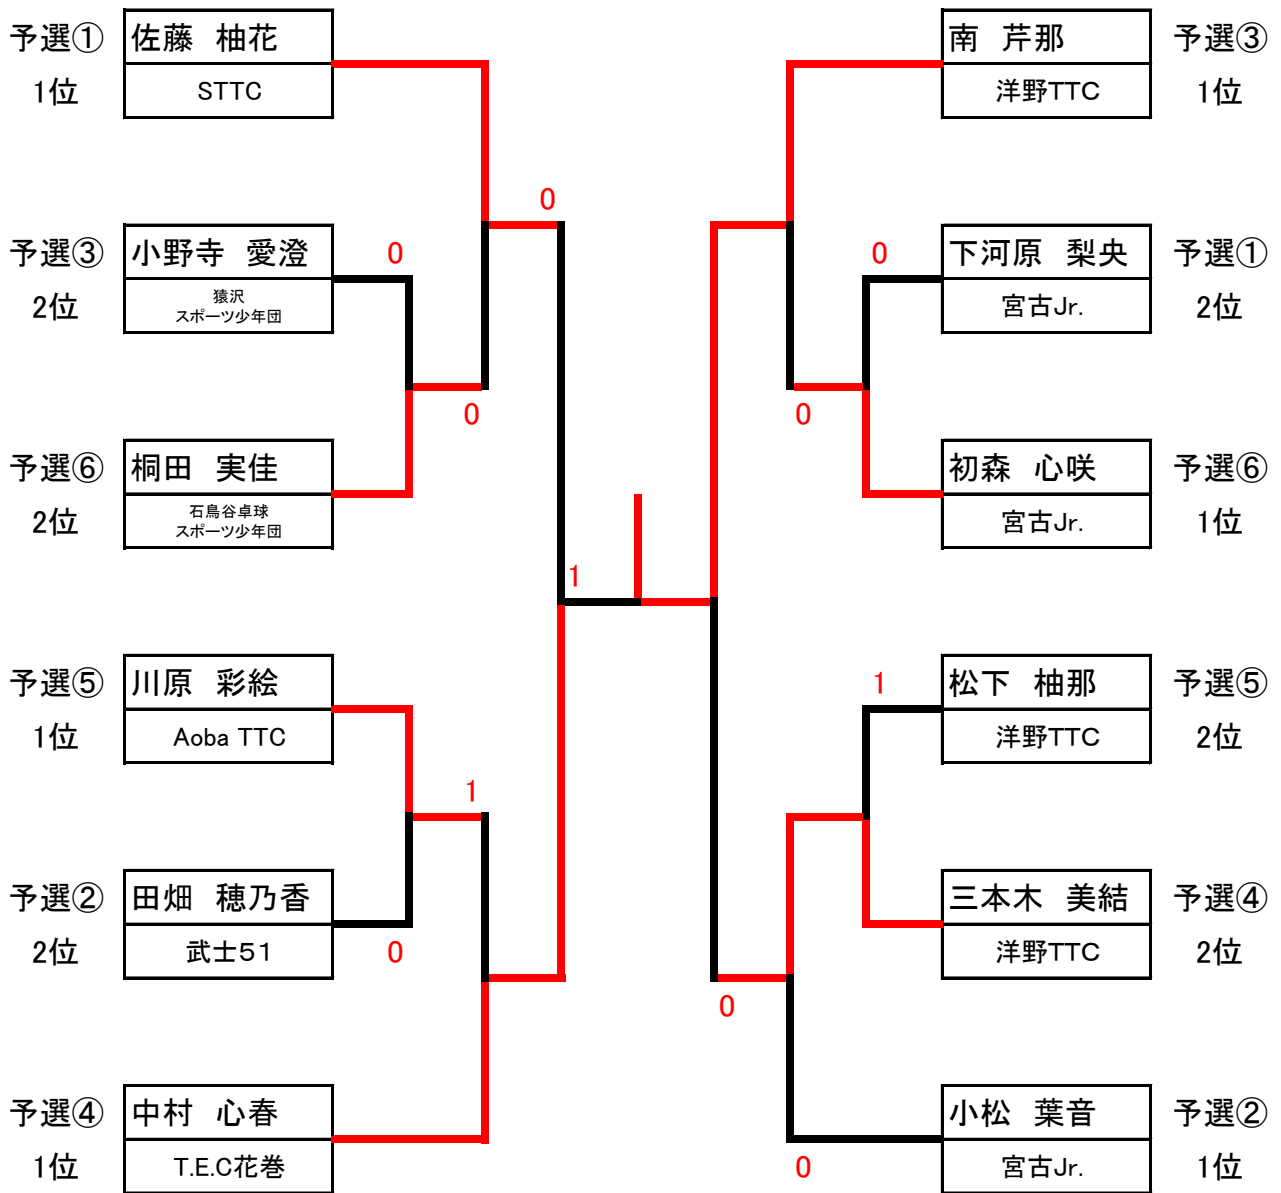 予選① 佐藤　柚花
1位 STTC
0
予選③ 小野寺　愛澄 0
2位 猿沢
スポーツ少年団
0
予選⑥ 桐田　実佳
2位 石鳥谷卓球
スポーツ少年団
1
予選⑤ 川原　彩絵
1位 Aoba TTC
1
予選② 田畑　穂乃香
2位 武士51 0
予選④ 中村　心春
1位 T.E.C花巻
南　芹那 予選③
洋野TTC 1位
0 下河原　梨央 予選①
宮古Jr. 2位
0
初森　心咲 予選⑥
宮古Jr. 1位
1 松下　柚那 予選⑤
洋野TTC 2位
三本木　美結 予選④
洋野TTC 2位
0
小松　葉音 予選②
0 宮古Jr. 1位